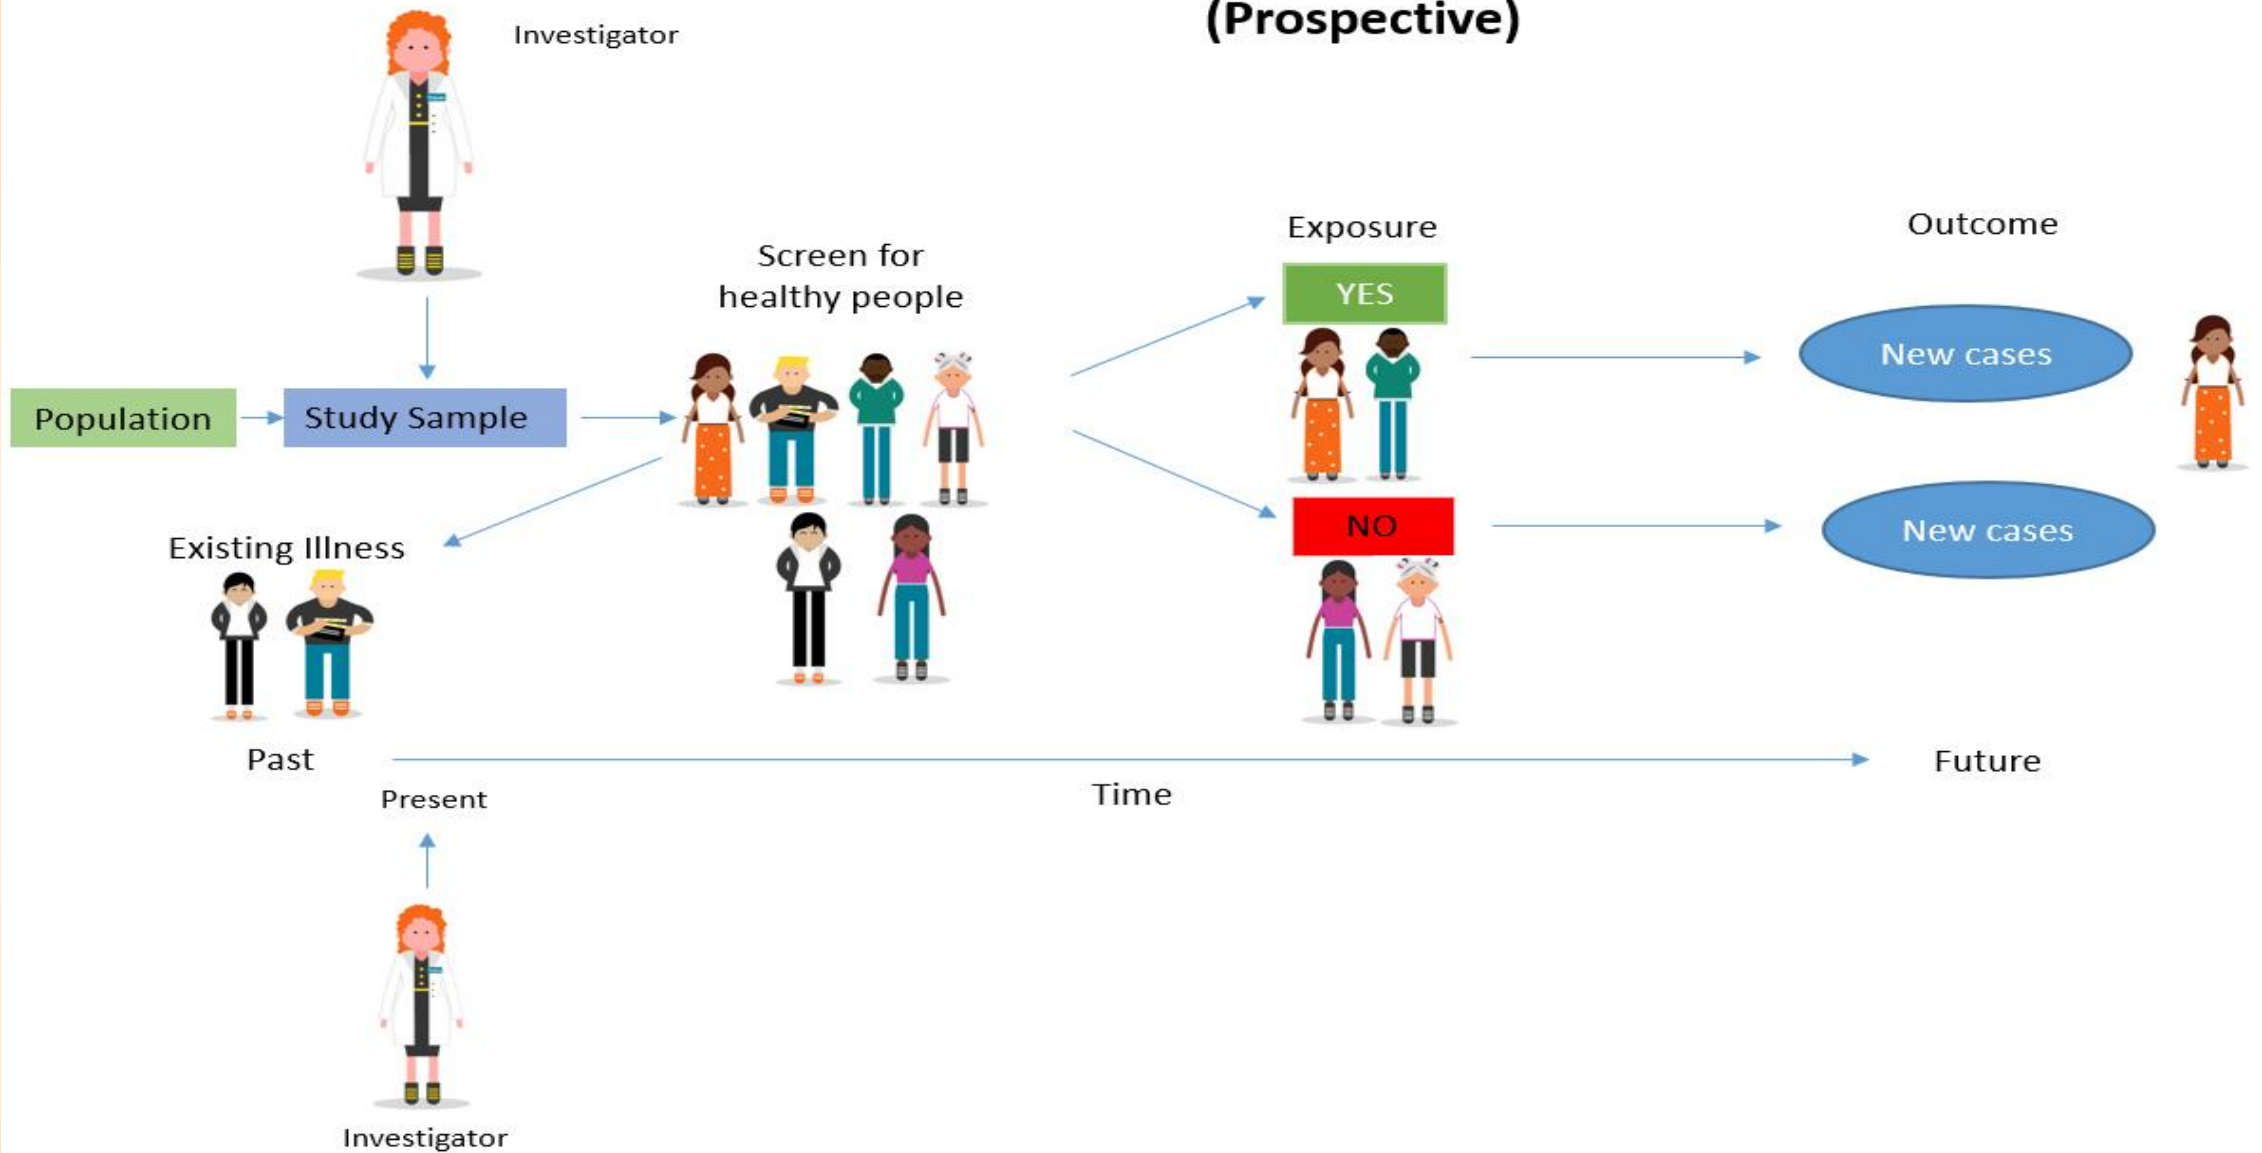 (Prospective)
Investigator
Exposure
Outcome
Screen for
healthy people
YES
New cases
Population
Study Sample
NO
New cases
Existing Illness
Past
Future
Present
Time
Investigator